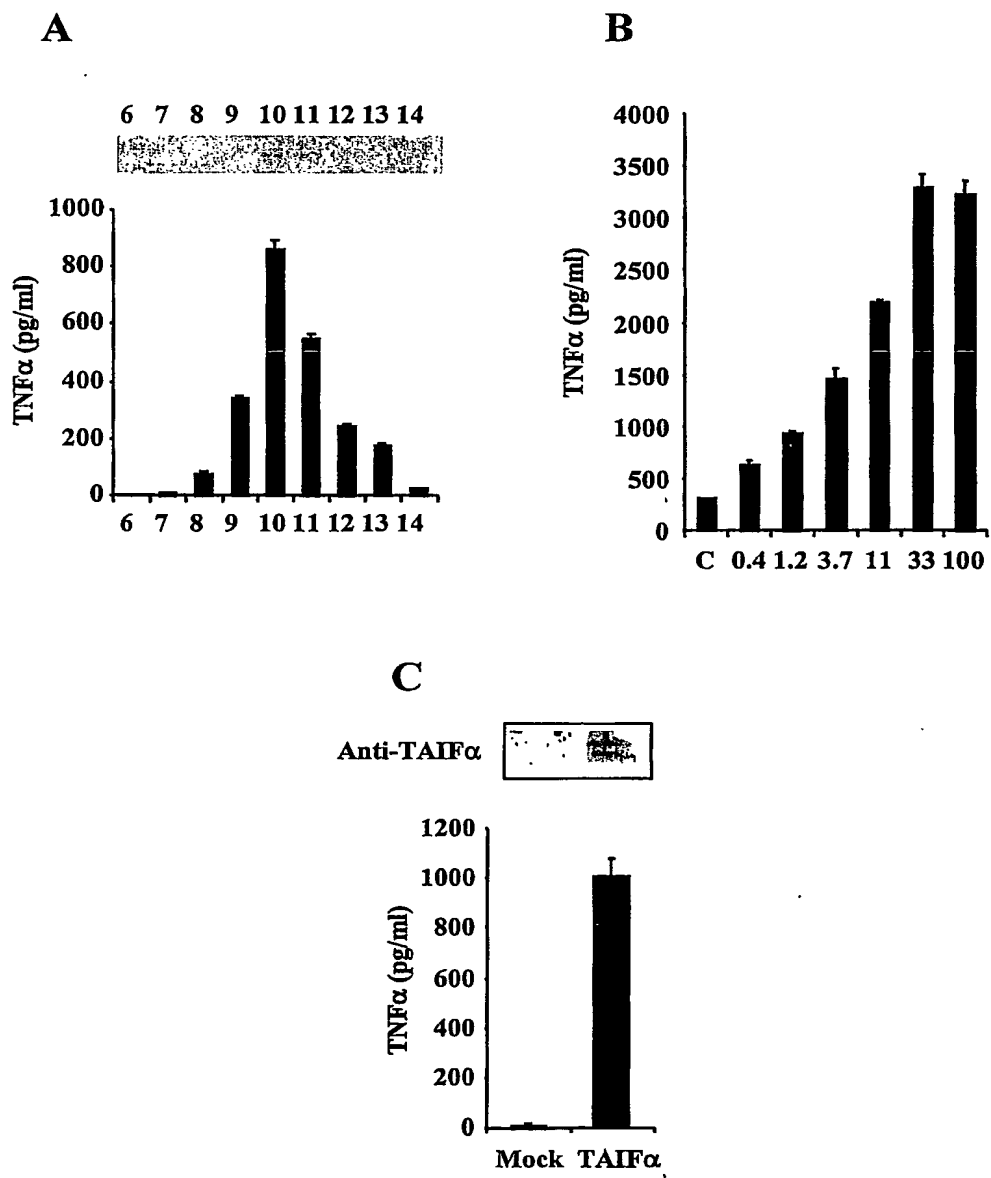 A
6 7 8 9 10 11 12 13 14
1000
800
600
400
200
0
TNFα (pg/ml)
6 7 8 9 10 11 12 13 14
B
4000
3500
3000
2500
2000
1500
1000
500
0
TNFα (pg/ml)
C 0.4 1.2 3.7 11 33 100
C
Anti-TAIFα
1200
1000
800
600
400
200
0
TNFα (pg/ml)
Mock TAIFα